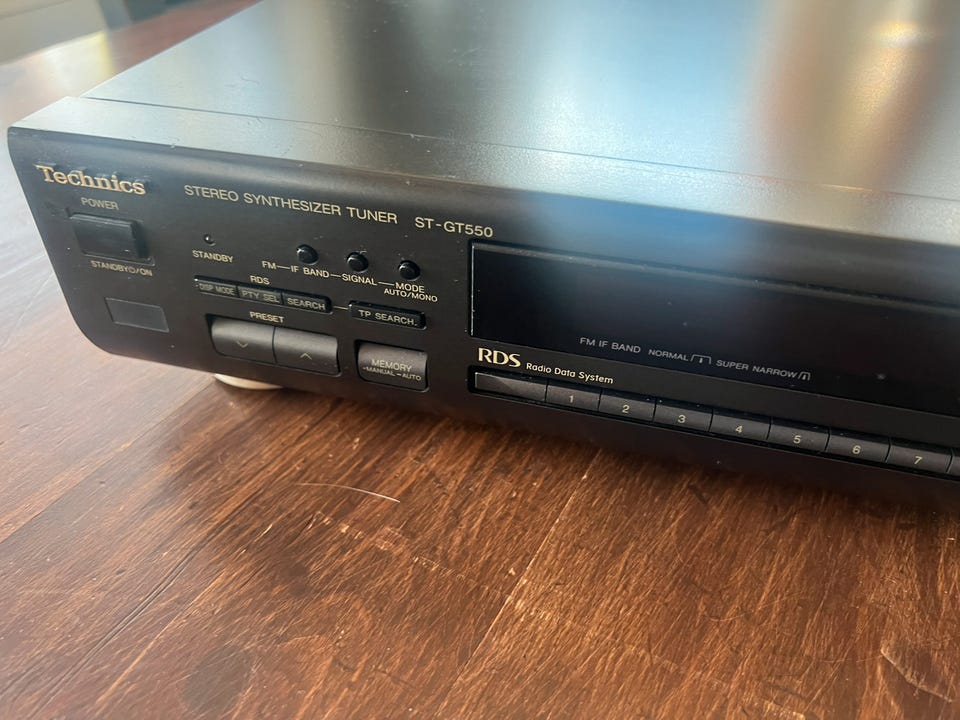 Technics
STEREO SYNTHESIZER TUNER ST-GT550
POWER
STANDBY⏻/ON
STANDBY
FM IF BAND SIGNAL MODE
AUTO/MONO
RDS
DISP MODE PTY SEL SEARCH
TP SEARCH
PRESET
MEMORY
-MANUAL -AUTO
FM IF BAND NORMAL SUPER NARROW
RDS Radio Data System
1 2 3 4 5 6 7